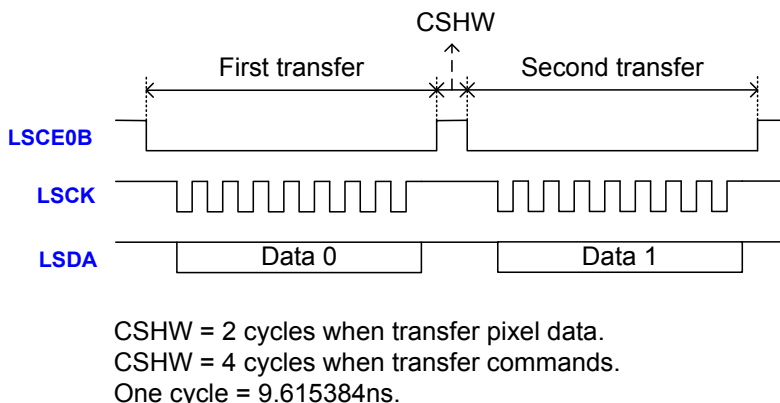 CSHW
First transfer
Second transfer
LSCE0B
LSCK
LSDA
Data 0
Data 1
CSHW = 2 cycles when transfer pixel data.
CSHW = 4 cycles when transfer commands.
One cycle = 9.615384ns.